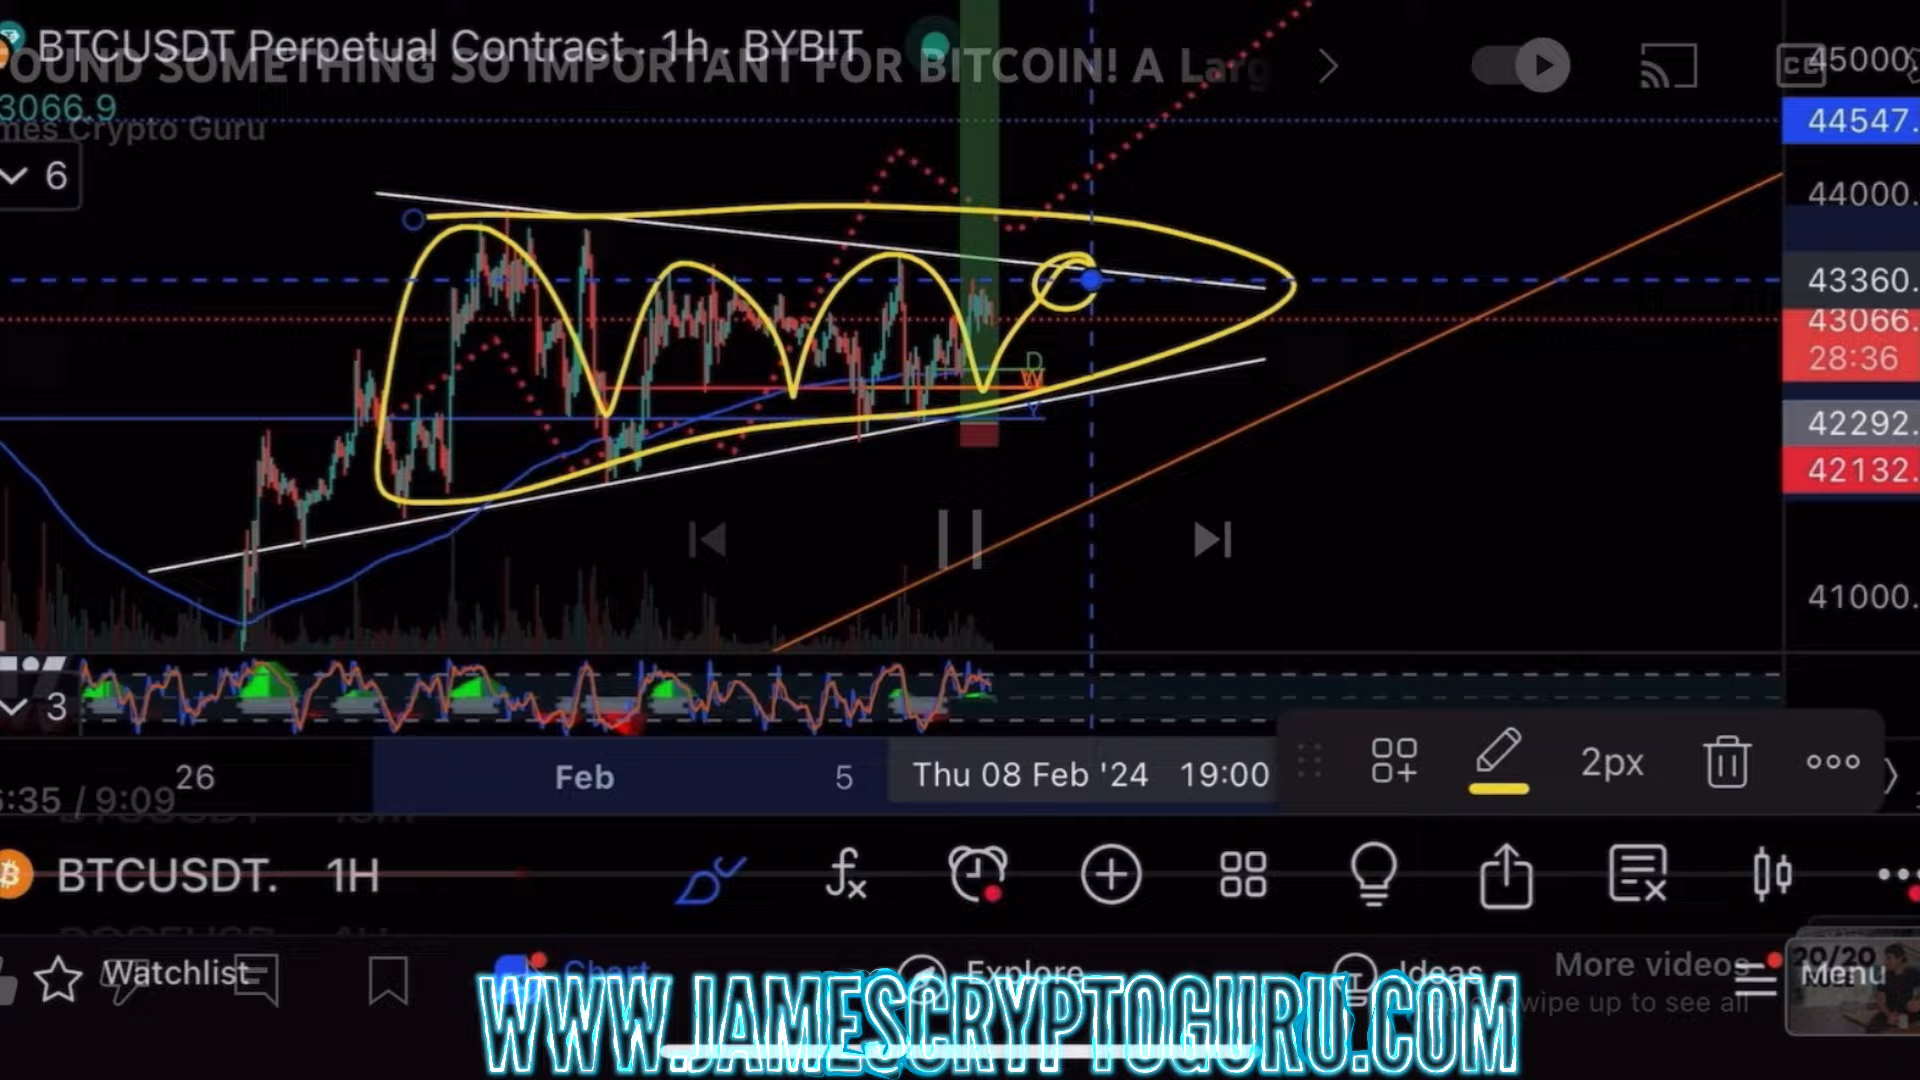 BTCUSDT Perpetual Contract · 1h · BYBIT
OUND SOMETHING SO IMPORTANT FOR BITCOIN! A Larg
CC
45000.
3066.9
mes Crypto Guru
44547.
6
44000.
43360.
43066.
28:36
D
W
Y
42292.
42132.
41000.
3
26
Feb
5
Thu 08 Feb '24 19:00
2px
6:35 / 9:09
BTCUSDT. 1H
fx
Watchlist
Chart
Explore
Ideas
More videos
20/20
Menu
swipe up to see all
WWW.JAMESCRYPTOGURU.COM